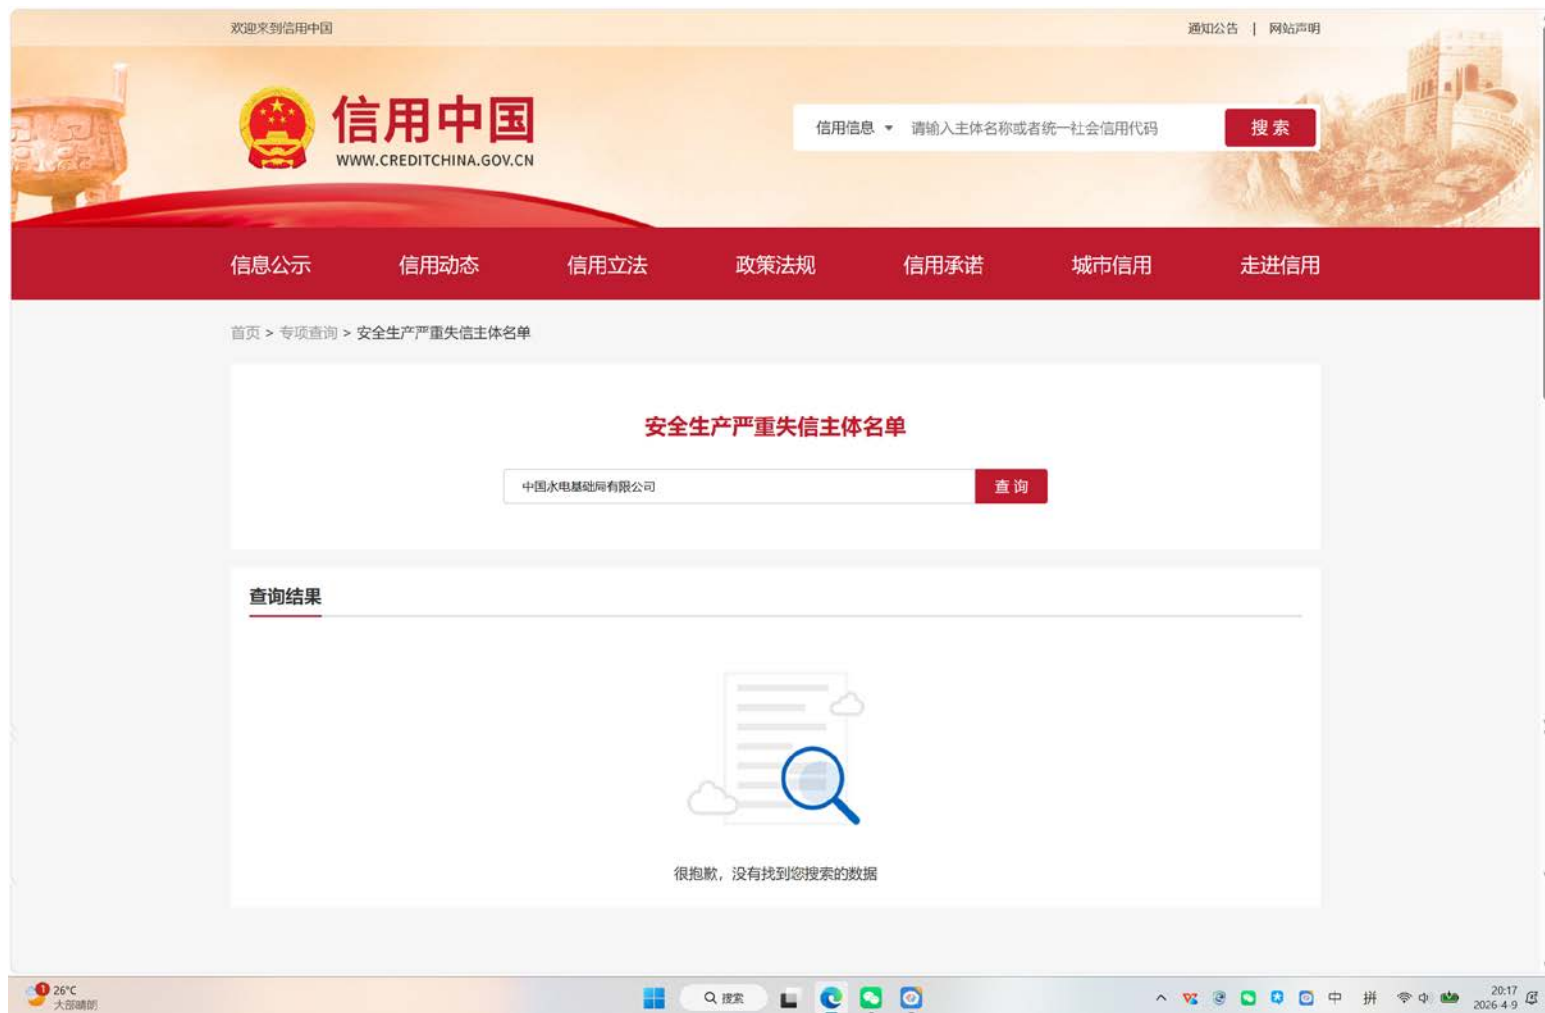 欢迎来到信用中国
通知公告 | 网站声明
信用中国
WWW.CREDITCHINA.GOV.CN
信用信息 请输入主体名称或者统一社会信用代码 搜索
信息公示 信用动态 信用立法 政策法规 信用承诺 城市信用 走进信用
首页 > 专项查询 > 安全生产严重失信主体名单
安全生产严重失信主体名单
中国水电基础局有限公司 查询
查询结果
很抱歉，没有找到您搜索的数据
1
26°C
大部晴朗
搜索
中 拼
20:17
2026-4-9